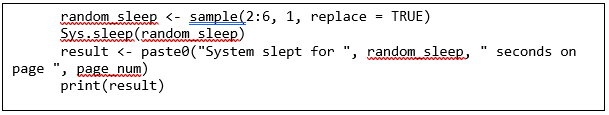 random_sleep <- sample(2:6, 1, replace = TRUE)
Sys.sleep(random_sleep)
result <- paste0("System slept for ", random_sleep, " seconds on
page ", page_num)
print(result)